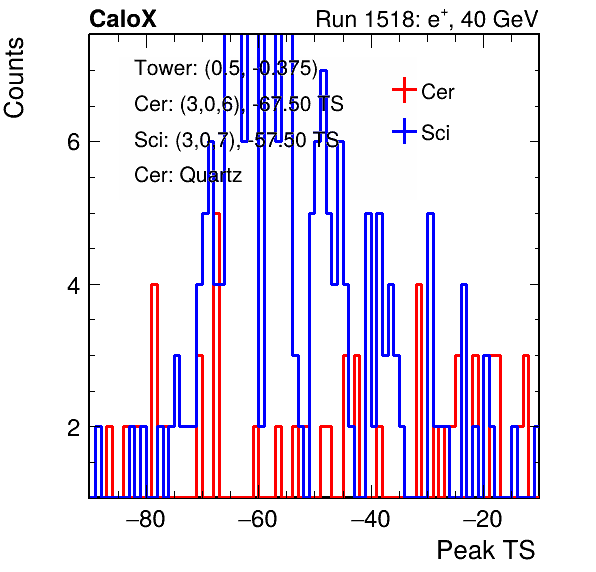 CaloX Run 1518: e⁺, 40 GeV
Counts
Tower: (0.5, -0.375)
Cer: (3,0,6), -67.50 TS
Sci: (3,0,7), -57.50 TS
Cer: Quartz
Cer
Sci
6
4
2
−80 −60 −40 −20
Peak TS